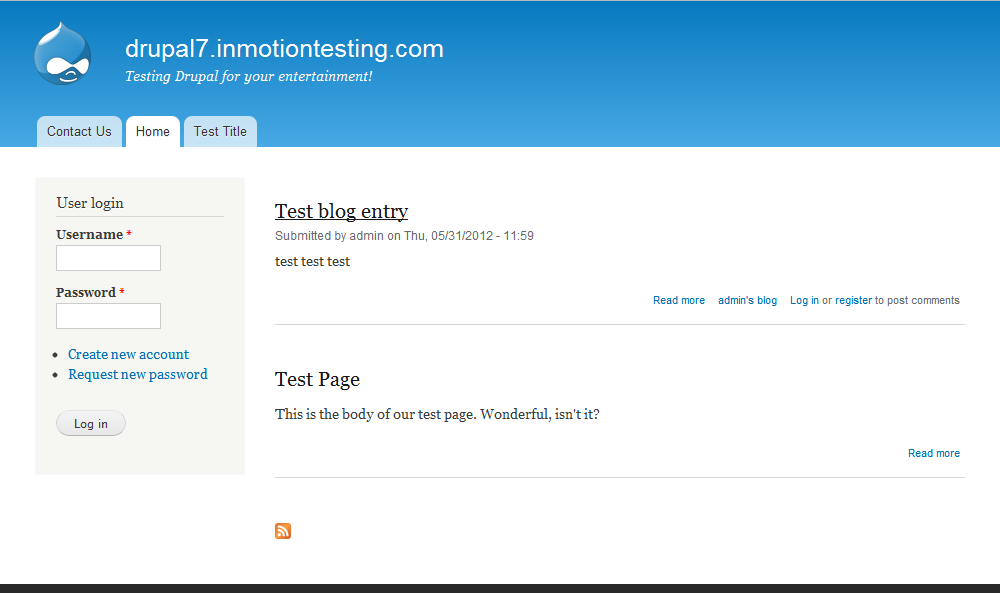 drupal7.inmotiontesting.com
Testing Drupal for your entertainment!
Contact Us Home Test Title
User login
Username *
Password *
Create new account
Request new password
Log in
Test blog entry
Submitted by admin on Thu, 05/31/2012 - 11:59
test test test
Read more admin's blog Log in or register to post comments
Test Page
This is the body of our test page. Wonderful, isn't it?
Read more